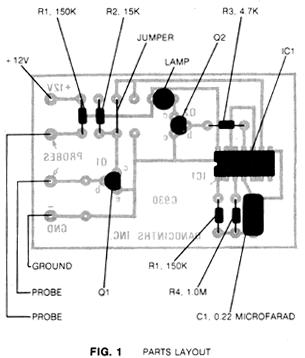 R1, 150K
R2, 15K
R3, 4.7K
JUMPER
Q2
IC1
LAMP
+ 12V
+12V
Q2
PROBES
Q1
e
b
c
IC1
C930
GND
HANDCINTHS INC
GROUND
R1, 150K
PROBE
Q1
R4, 1.0M
PROBE
C1, 0.22 MICROFARAD
FIG. 1 PARTS LAYOUT